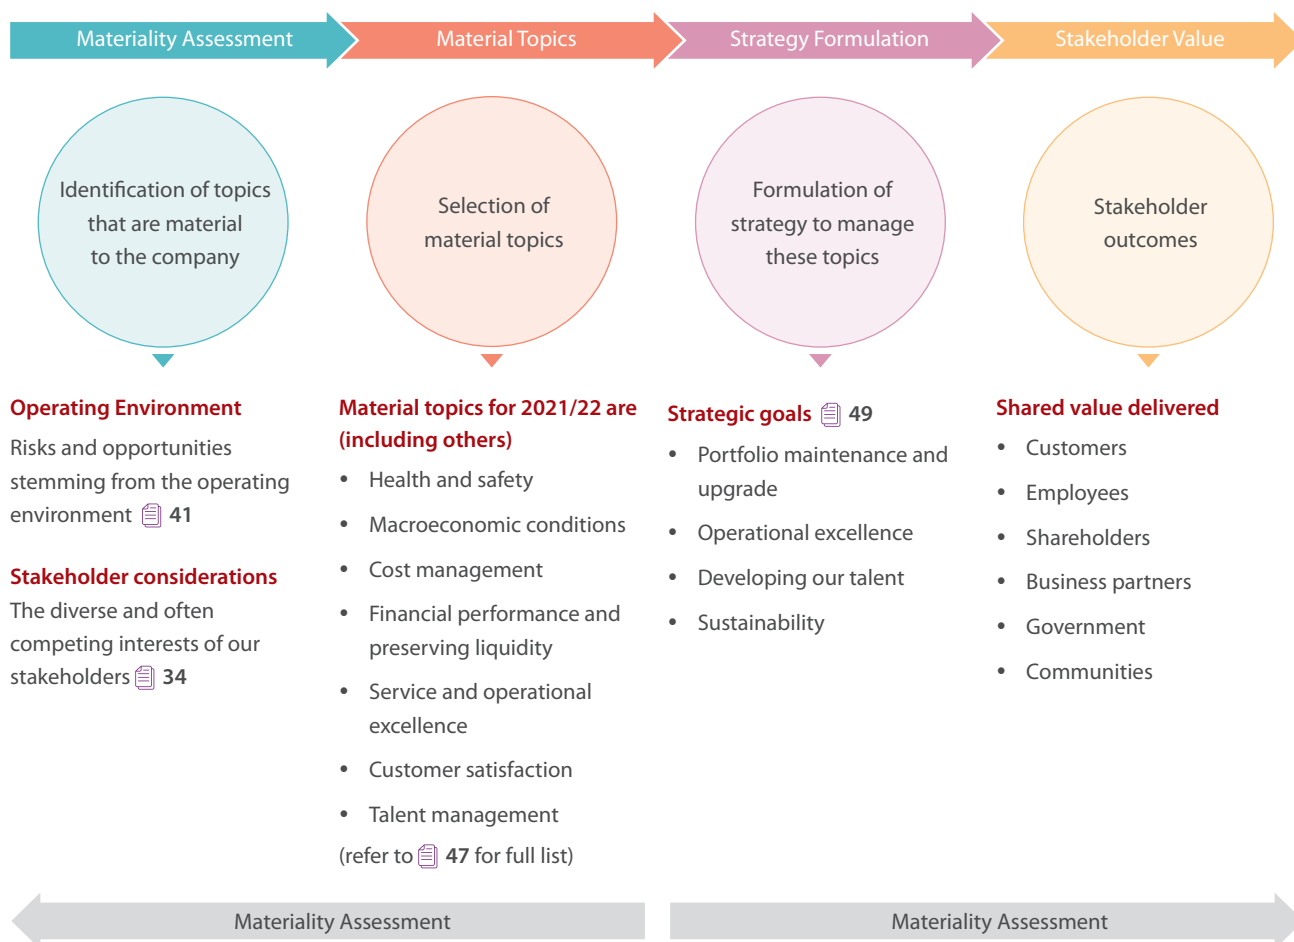 Materiality Assessment
Material Topics
Strategy Formulation
Stakeholder Value
Identification of topics
that are material
to the company
Selection of
material topics
Formulation of
strategy to manage
these topics
Stakeholder
outcomes
Operating Environment
Risks and opportunities
stemming from the operating
environment 41
Stakeholder considerations
The diverse and often
competing interests of our
stakeholders 34
Material topics for 2021/22 are
(including others)
• Health and safety
• Macroeconomic conditions
• Cost management
• Financial performance and
preserving liquidity
• Service and operational
excellence
• Customer satisfaction
• Talent management
(refer to 47 for full list)
Strategic goals 49
• Portfolio maintenance and
upgrade
• Operational excellence
• Developing our talent
• Sustainability
Shared value delivered
• Customers
• Employees
• Shareholders
• Business partners
• Government
• Communities
Materiality Assessment
Materiality Assessment